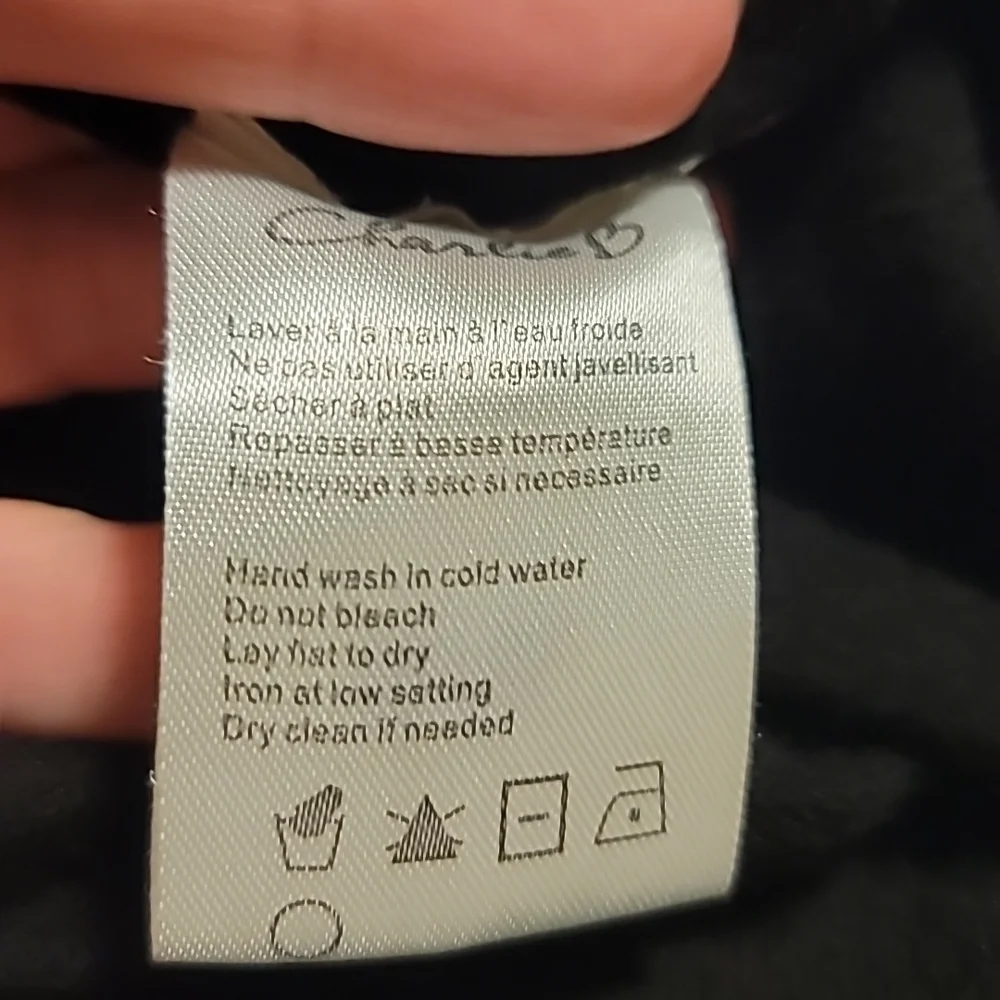 Charlie B
Laver à la main à l'eau froide
Ne pas utiliser d'agent javellisant
Sécher à plat
Repasser à basse température
Nettoyage à sec si necessaire
Hand wash in cold water
Do not bleach
Lay flat to dry
Iron at low setting
Dry clean if needed